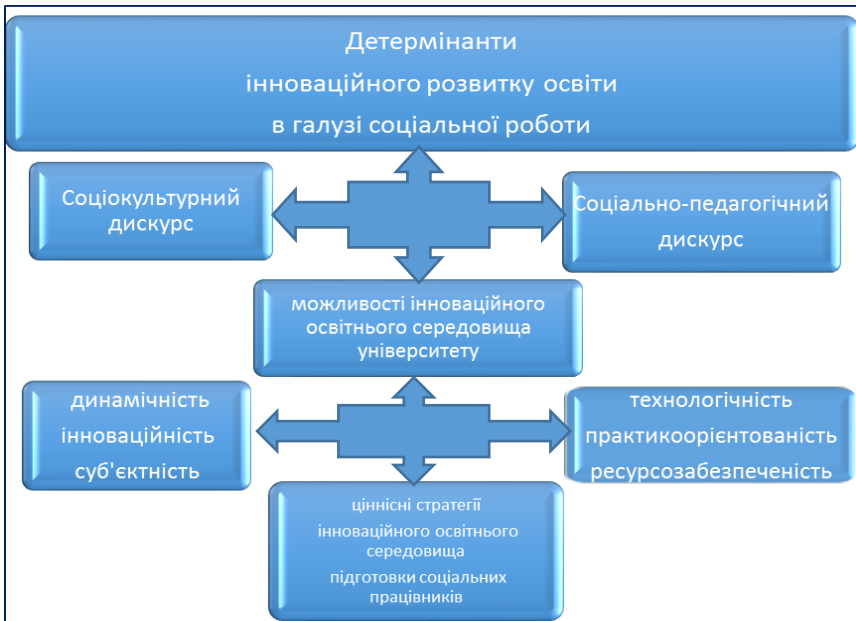 Детермінанти
інноваційного розвитку освіти
в галузі соціальної роботи
Соціокультурний
дискурс
Соціально-педагогічний
дискурс
можливості інноваційного
освітнього середовища
університету
динамічність
інноваційність
суб'єктність
технологічність
практикоорієнтованість
ресурсозабезпеченість
ціннісні стратегії
інноваційного освітнього
середовища
підготовки соціальних
працівників